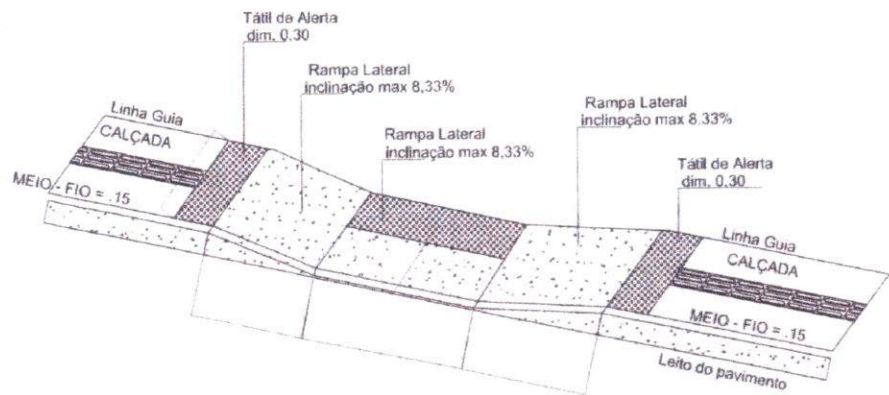 Tátil de Alerta
dim. 0.30
Rampa Lateral
inclinação max 8,33%
Rampa Lateral
inclinação max 8,33%
Rampa Lateral
inclinação max 8.33%
Tátil de Alerta
dim. 0.30
Linha Guia
CALÇADA
MEIO - FIO = .15
Linha Guia
CALÇADA
MEIO - FIO = .15
Leito do pavimento